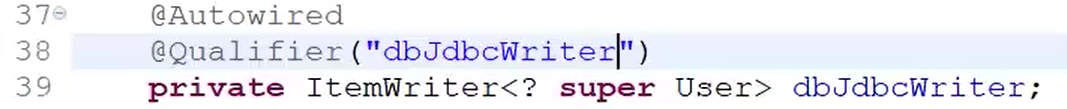 37 @Autowired
38 @Qualifier("dbJdbcWriter")
39 private ItemWriter<? super User> dbJdbcWriter;